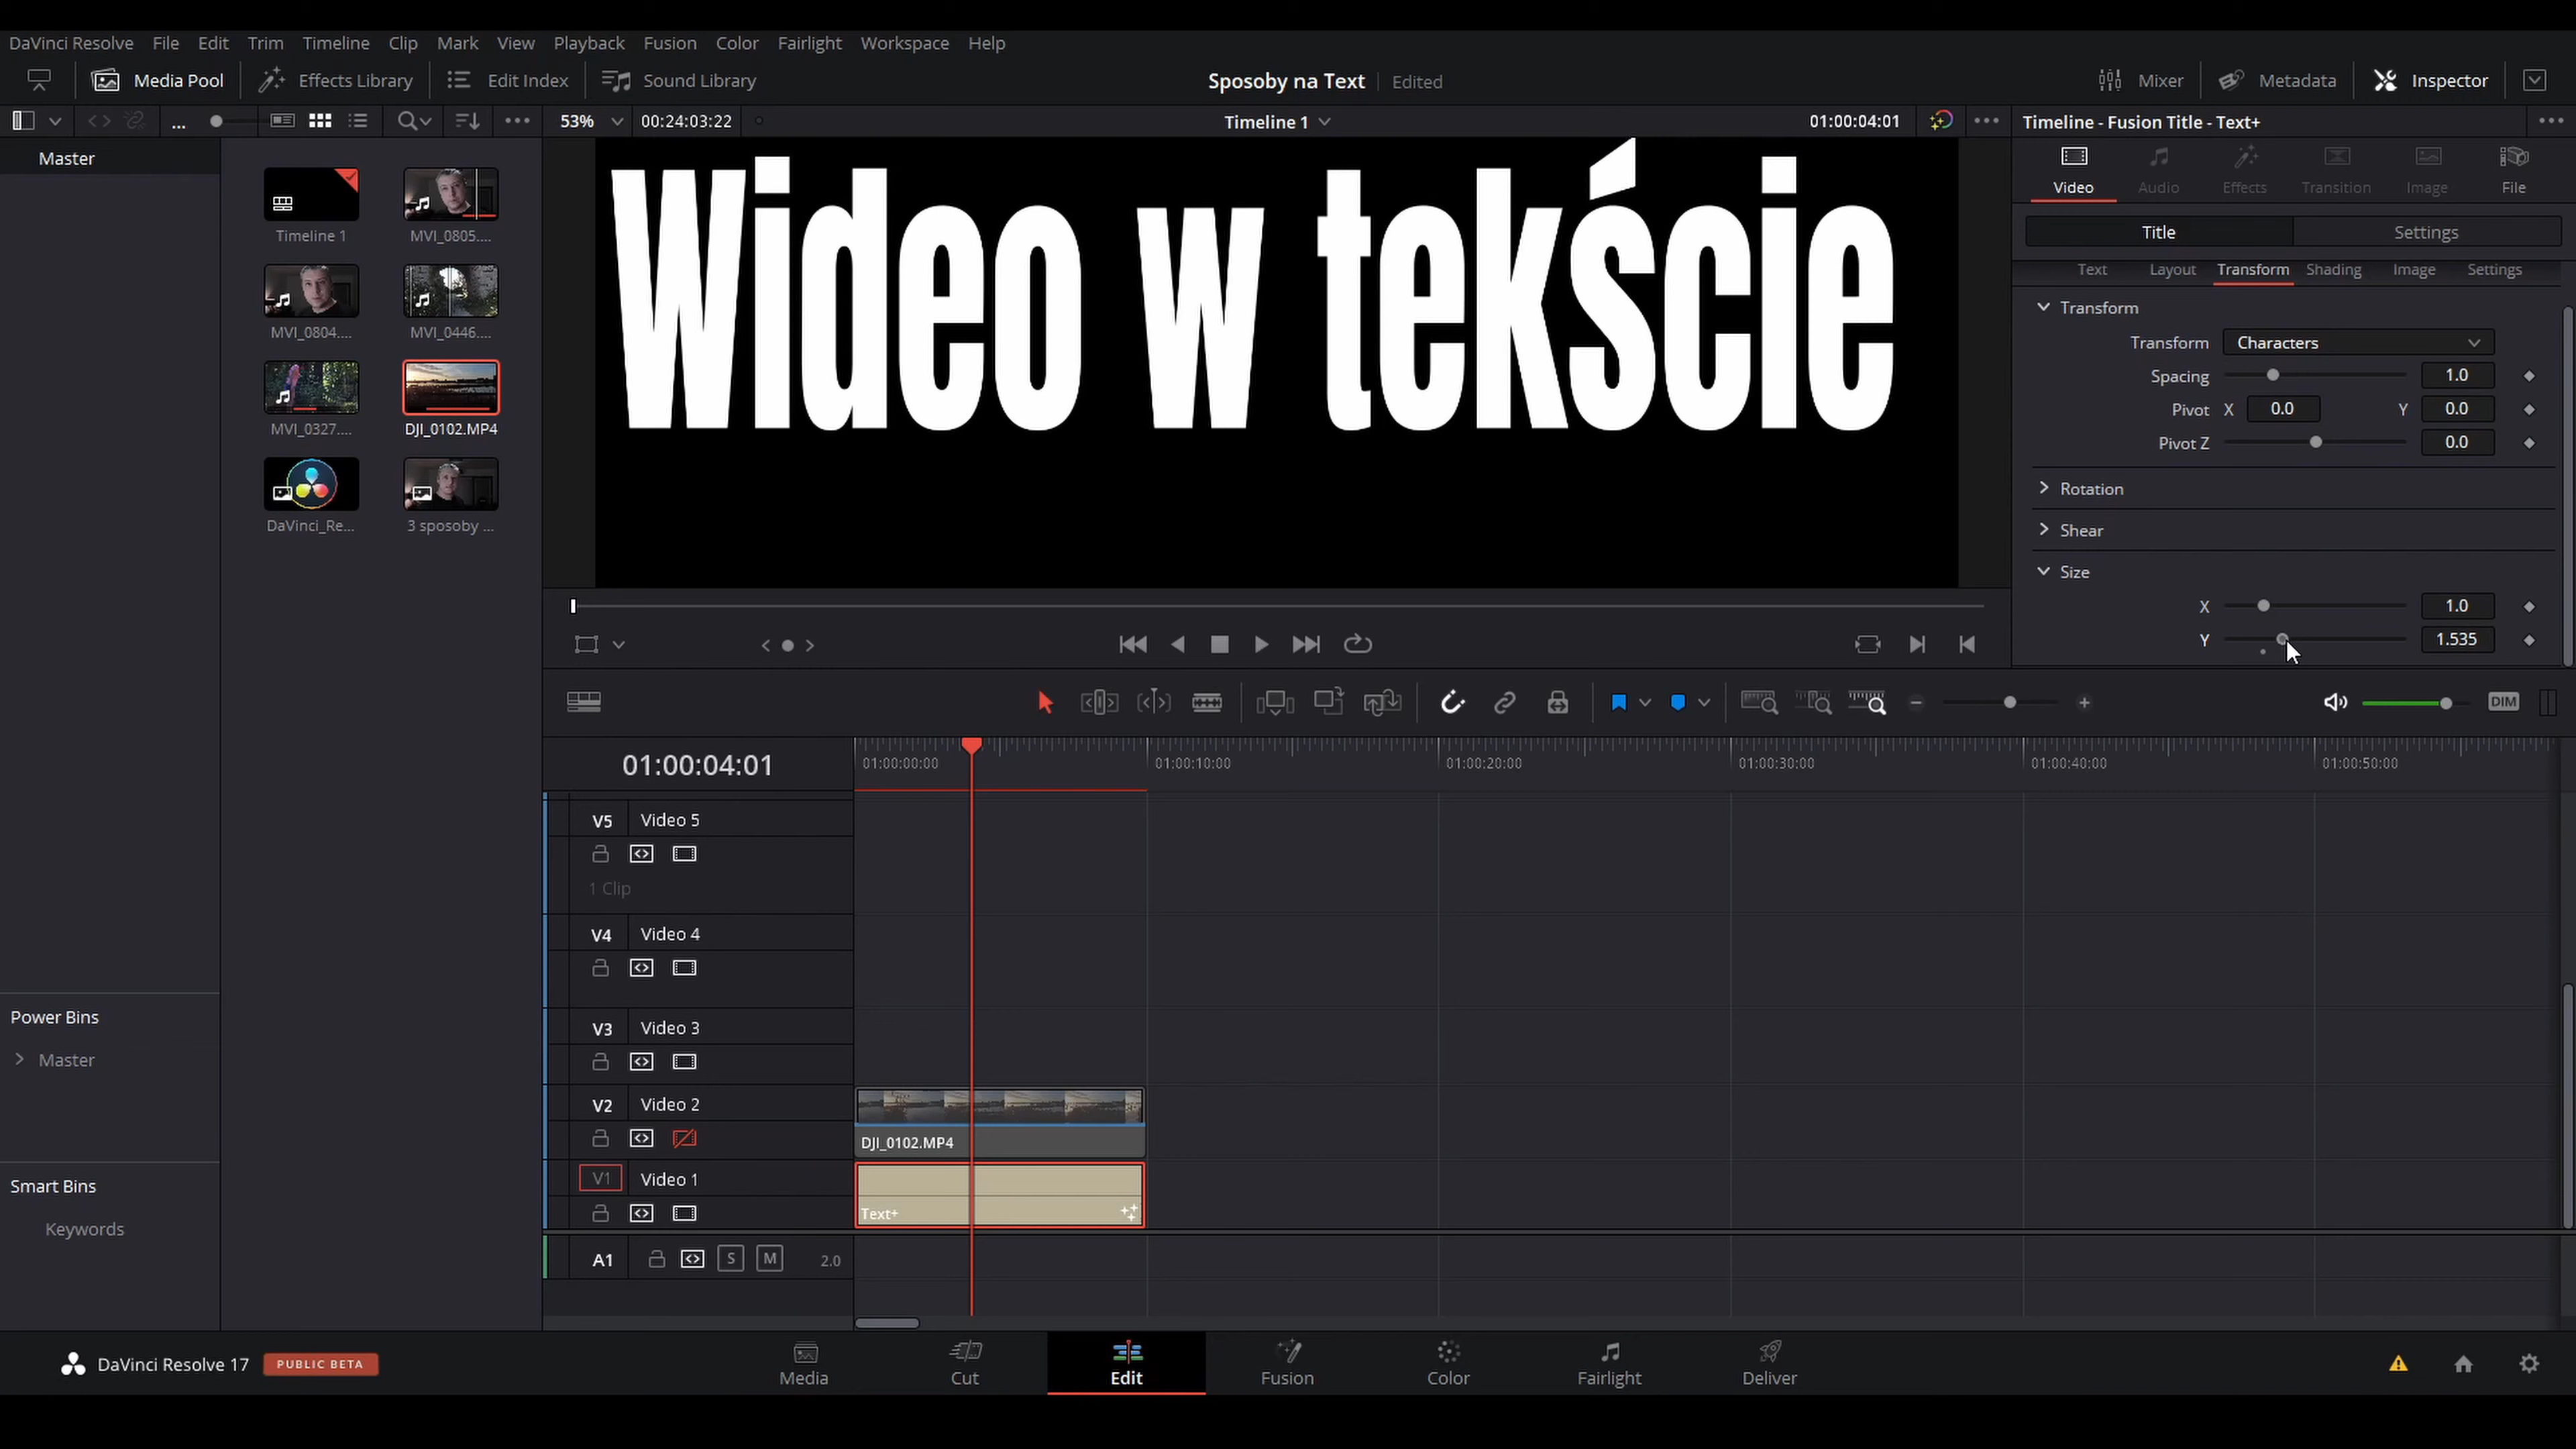 DaVinci Resolve File Edit Trim Timeline Clip Mark View Playback Fusion Color Fairlight Workspace Help
Media Pool Effects Library Edit Index Sound Library Sposoby na Text Edited Mixer Metadata Inspector
... 53% 00:24:03:22 Timeline 1 01:00:04:01 Timeline - Fusion Title - Text+
Master
Timeline 1 MVI_0805....
MVI_0804.... MVI_0446....
MVI_0327.... DJI_0102.MP4
DaVinci_Re... 3 sposoby ...
Power Bins
Master
Smart Bins
Keywords
Wideo w tekście
Video Audio Effects Transition Image File
Title Settings
Text Layout Transform Shading Image Settings
Transform
Transform Characters
Spacing 1.0
Pivot X 0.0 Y 0.0
Pivot Z 0.0
Rotation
Shear
Size
X 1.0
Y 1.535
DIM
01:00:04:01 01:00:00:00 01:00:10:00 01:00:20:00 01:00:30:00 01:00:40:00 01:00:50:00
V5 Video 5
1 Clip
V4 Video 4
V3 Video 3
V2 Video 2
DJI_0102.MP4
V1 Video 1
Text+
A1 S M 2.0
DaVinci Resolve 17 PUBLIC BETA Media Cut Edit Fusion Color Fairlight Deliver